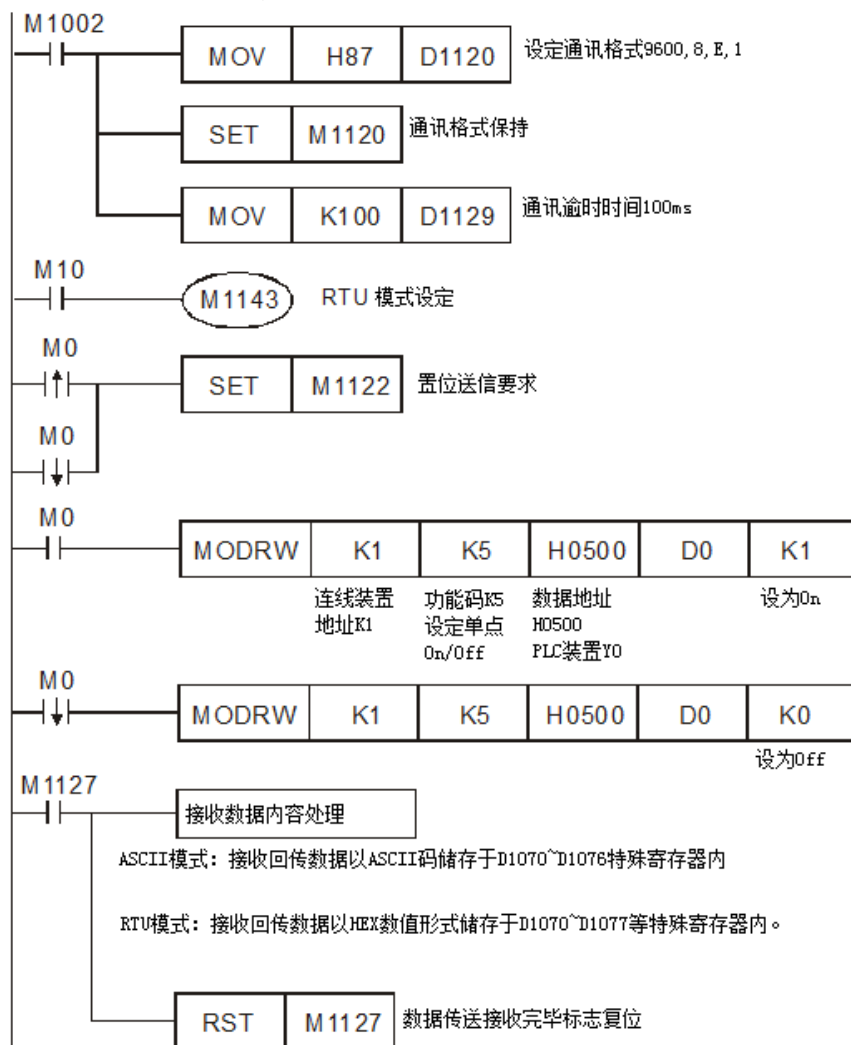 M1002
MOV H87 D1120 设定通讯格式9600,8,E,1
SET M1120 通讯格式保持
MOV K100 D1129 通讯逾时时间100ms
M10
M1143 RTU 模式设定
M0
SET M1122 置位送信要求
M0
M0
MODRW K1 K5 H0500 D0 K1
连线装置 功能码K5 数据地址 设为On
地址K1 设定单点 H0500
On/Off PLC装置Y0
M0
MODRW K1 K5 H0500 D0 K0
设为Off
M1127
接收数据内容处理
ASCII模式：接收回传数据以ASCII码储存于D1070~D1076特殊寄存器内
RTU模式：接收回传数据以HEX数值形式储存于D1070~D1077等特殊寄存器内。
RST M1127 数据传送接收完毕标志复位